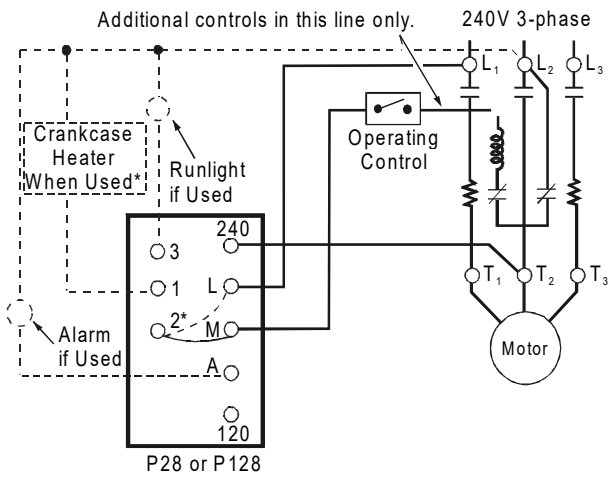 Additional controls in this line only.
240V 3-phase
L1
L2
L3
Crankcase
Heater
When Used*
Runlight
if Used
Operating
Control
240
3
L
1
2*
M
Alarm
if Used
A
120
T1
T2
T3
Motor
P28 or P128